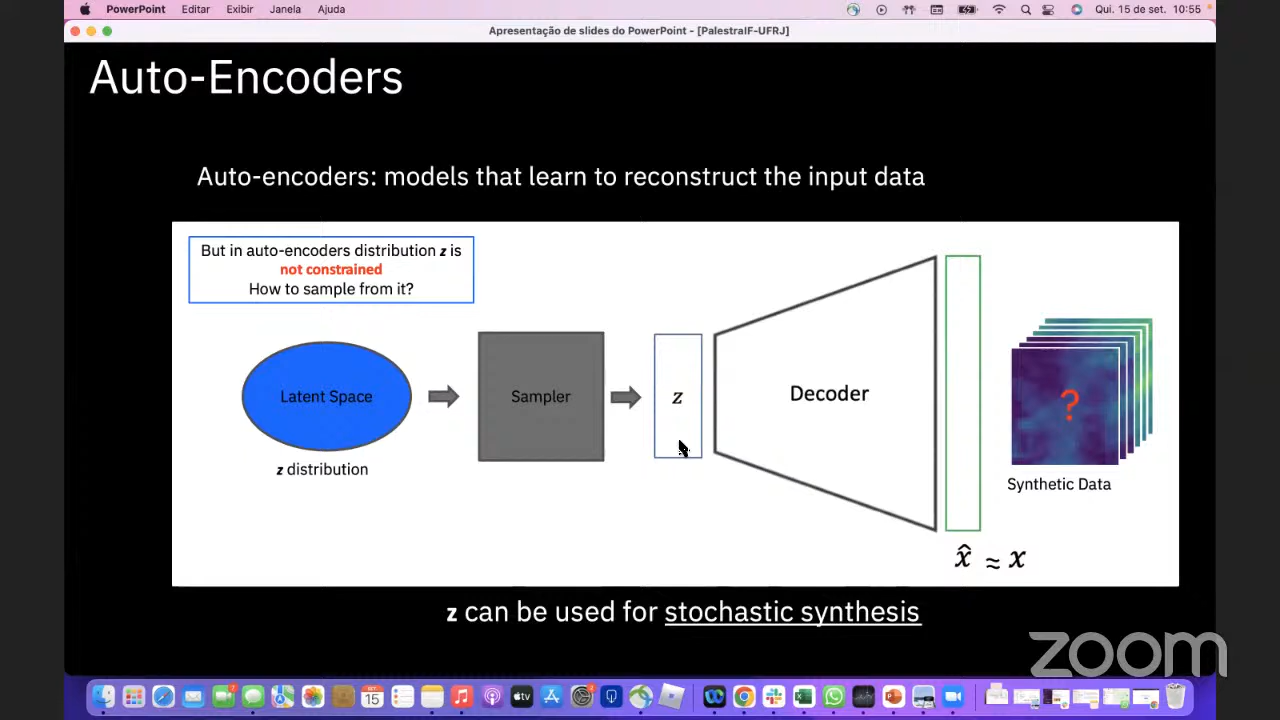 PowerPoint Editar Exibir Janela Ajuda Qui. 15 de set. 10:55
Apresentação de slides do PowerPoint - [PalestraIF-UFRJ]
Auto-Encoders
Auto-encoders: models that learn to reconstruct the input data
But in auto-encoders distribution z is
not constrained
How to sample from it?
Latent Space
Sampler
z
Decoder
?
z distribution
Synthetic Data
x̂ ≈ x
z can be used for stochastic synthesis
zoom
15
tv